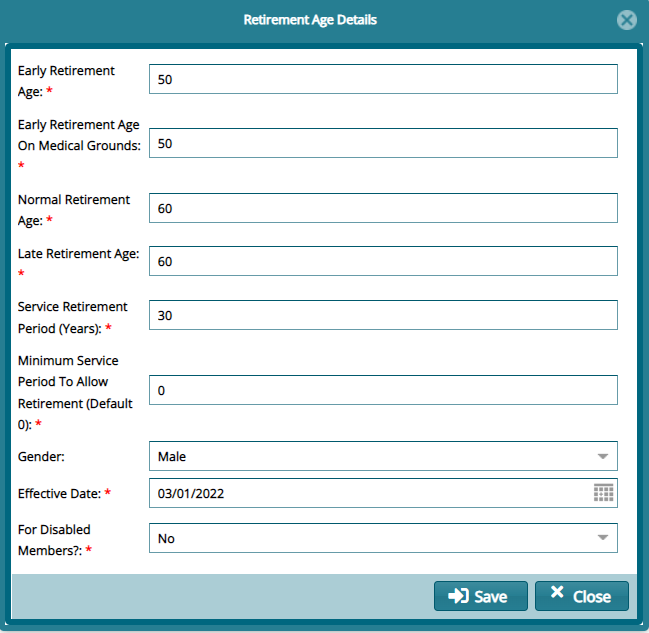 Retirement Age Details
Early Retirement
Age: *
50
Early Retirement Age
On Medical Grounds:
*
50
Normal Retirement
Age: *
60
Late Retirement Age:
*
60
Service Retirement
Period (Years): *
30
Minimum Service
Period To Allow
Retirement (Default
0): *
0
Gender:
Male
Effective Date: *
03/01/2022
For Disabled
Members?: *
No
Save
Close